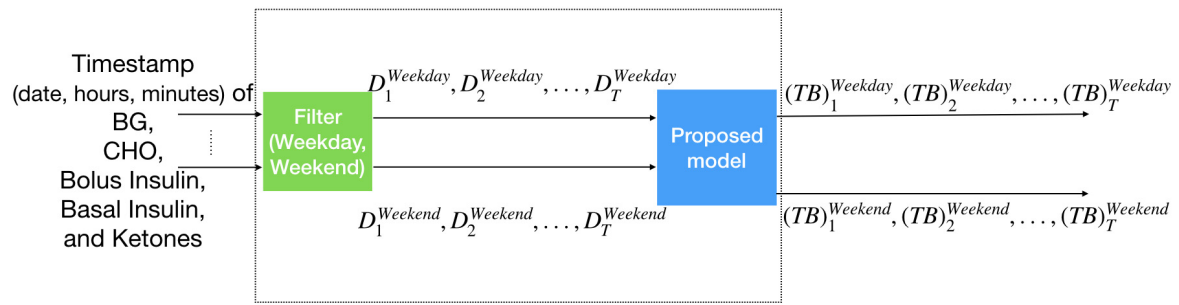 Timestamp
(date, hours, minutes) of
BG,
CHO,
Bolus Insulin,
Basal Insulin,
and Ketones
Filter
(Weekday,
Weekend)
D_1^{Weekday}, D_2^{Weekday}, . . . , D_T^{Weekday}
D_1^{Weekend}, D_2^{Weekend}, . . . , D_T^{Weekend}
Proposed
model
(TB)_1^{Weekday}, (TB)_2^{Weekday}, . . . , (TB)_T^{Weekday}
(TB)_1^{Weekend}, (TB)_2^{Weekend}, . . . , (TB)_T^{Weekend}